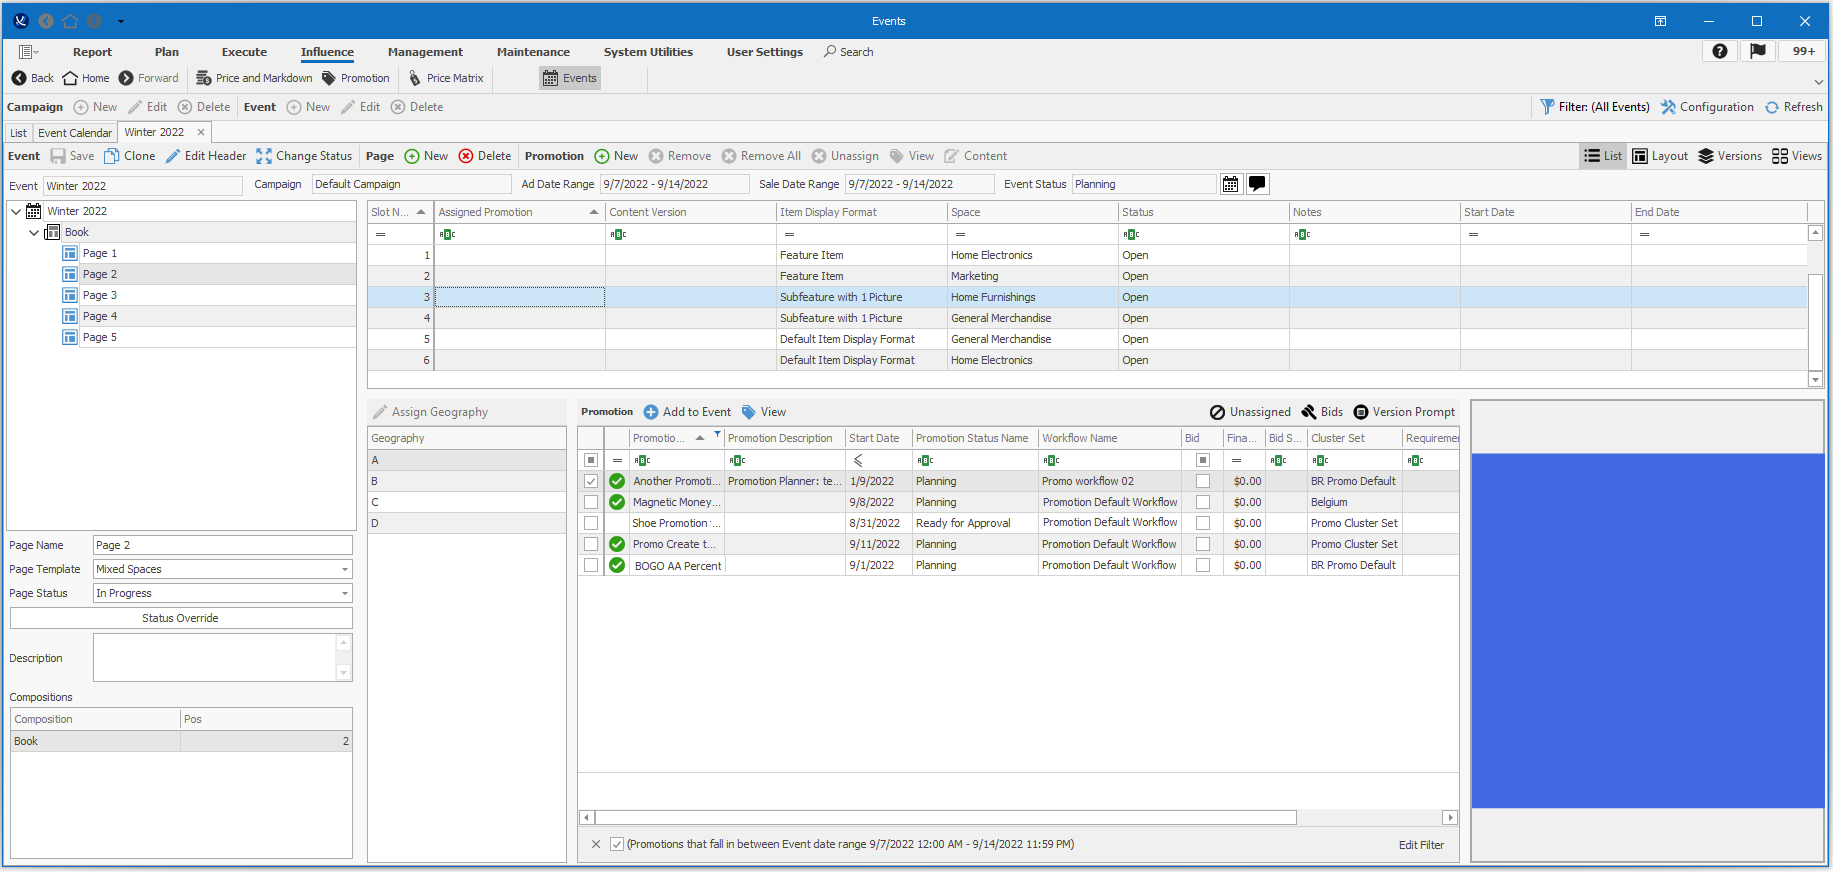 Events
Report Plan Execute Influence Management Maintenance System Utilities User Settings Search 99+
Back Home Forward Price and Markdown Promotion Price Matrix Events
Campaign New Edit Delete Event New Edit Delete Filter: (All Events) Configuration Refresh
List Event Calendar Winter 2022
Event Save Clone Edit Header Change Status Page New Delete Promotion New Remove Remove All Unassign View Content List Layout Versions Views
Event Winter 2022 Campaign Default Campaign Ad Date Range 9/7/2022 - 9/14/2022 Sale Date Range 9/7/2022 - 9/14/2022 Event Status Planning
Winter 2022
Book
Page 1
Page 2
Page 3
Page 4
Page 5
Slot N... Assigned Promotion Content Version Item Display Format Space Status Notes Start Date End Date
1 Feature Item Home Electronics Open
2 Feature Item Marketing Open
3 Subfeature with 1 Picture Home Furnishings Open
4 Subfeature with 1 Picture General Merchandise Open
5 Default Item Display Format General Merchandise Open
6 Default Item Display Format Home Electronics Open
Assign Geography
Geography
A
B
C
D
Promotion Add to Event View Unassigned Bids Version Prompt
Promotio... Promotion Description Start Date Promotion Status Name Workflow Name Bid Fina... Bid S... Cluster Set Requiremen
Another Promoti... Promotion Planner: te... 1/9/2022 Planning Promo workflow 02 $0.00 BR Promo Default
Magnetic Money... 9/8/2022 Planning Promotion Default Workflow $0.00 Belgium
Shoe Promotion ... 8/31/2022 Ready for Approval Promotion Default Workflow $0.00 Promo Cluster Set
Promo Create t... 9/11/2022 Planning Promotion Default Workflow $0.00 Promo Cluster Set
BOGO AA Percent 9/1/2022 Planning Promotion Default Workflow $0.00 BR Promo Default
(Promotions that fall in between Event date range 9/7/2022 12:00 AM - 9/14/2022 11:59 PM) Edit Filter
Page Name Page 2
Page Template Mixed Spaces
Page Status In Progress
Status Override
Description
Compositions
Composition Pos
Book 2